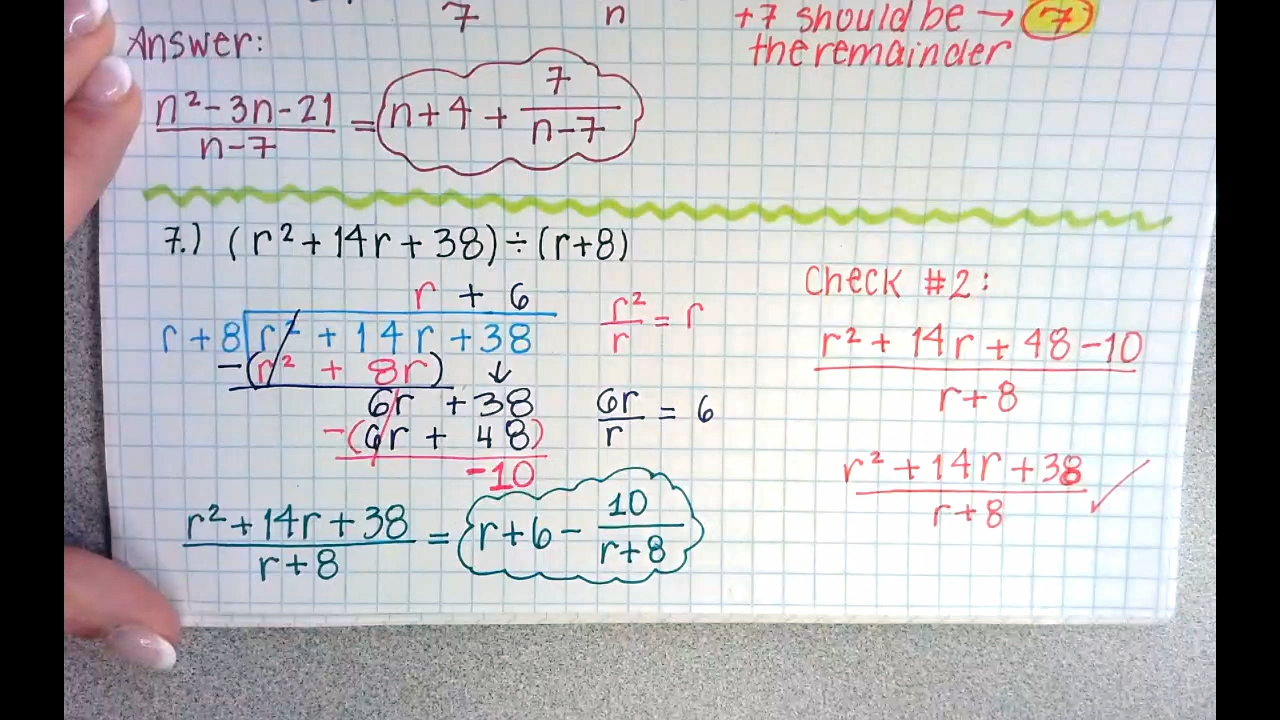 7 n
+7 should be → 7
the remainder
Answer:
n² - 3n - 21 / n - 7 = n + 4 + 7 / n - 7
7.) (r² + 14r + 38) ÷ (r+8)
r + 6
r + 8 r² + 14r + 38
-(r² + 8r) ↓
6r + 38
-(6r + 48)
-10
r²/r = r
6r/r = 6
r² + 14r + 38 / r + 8 = r + 6 - 10 / r + 8
Check #2:
r² + 14r + 48 - 10 / r + 8
r² + 14r + 38 / r + 8 ✓